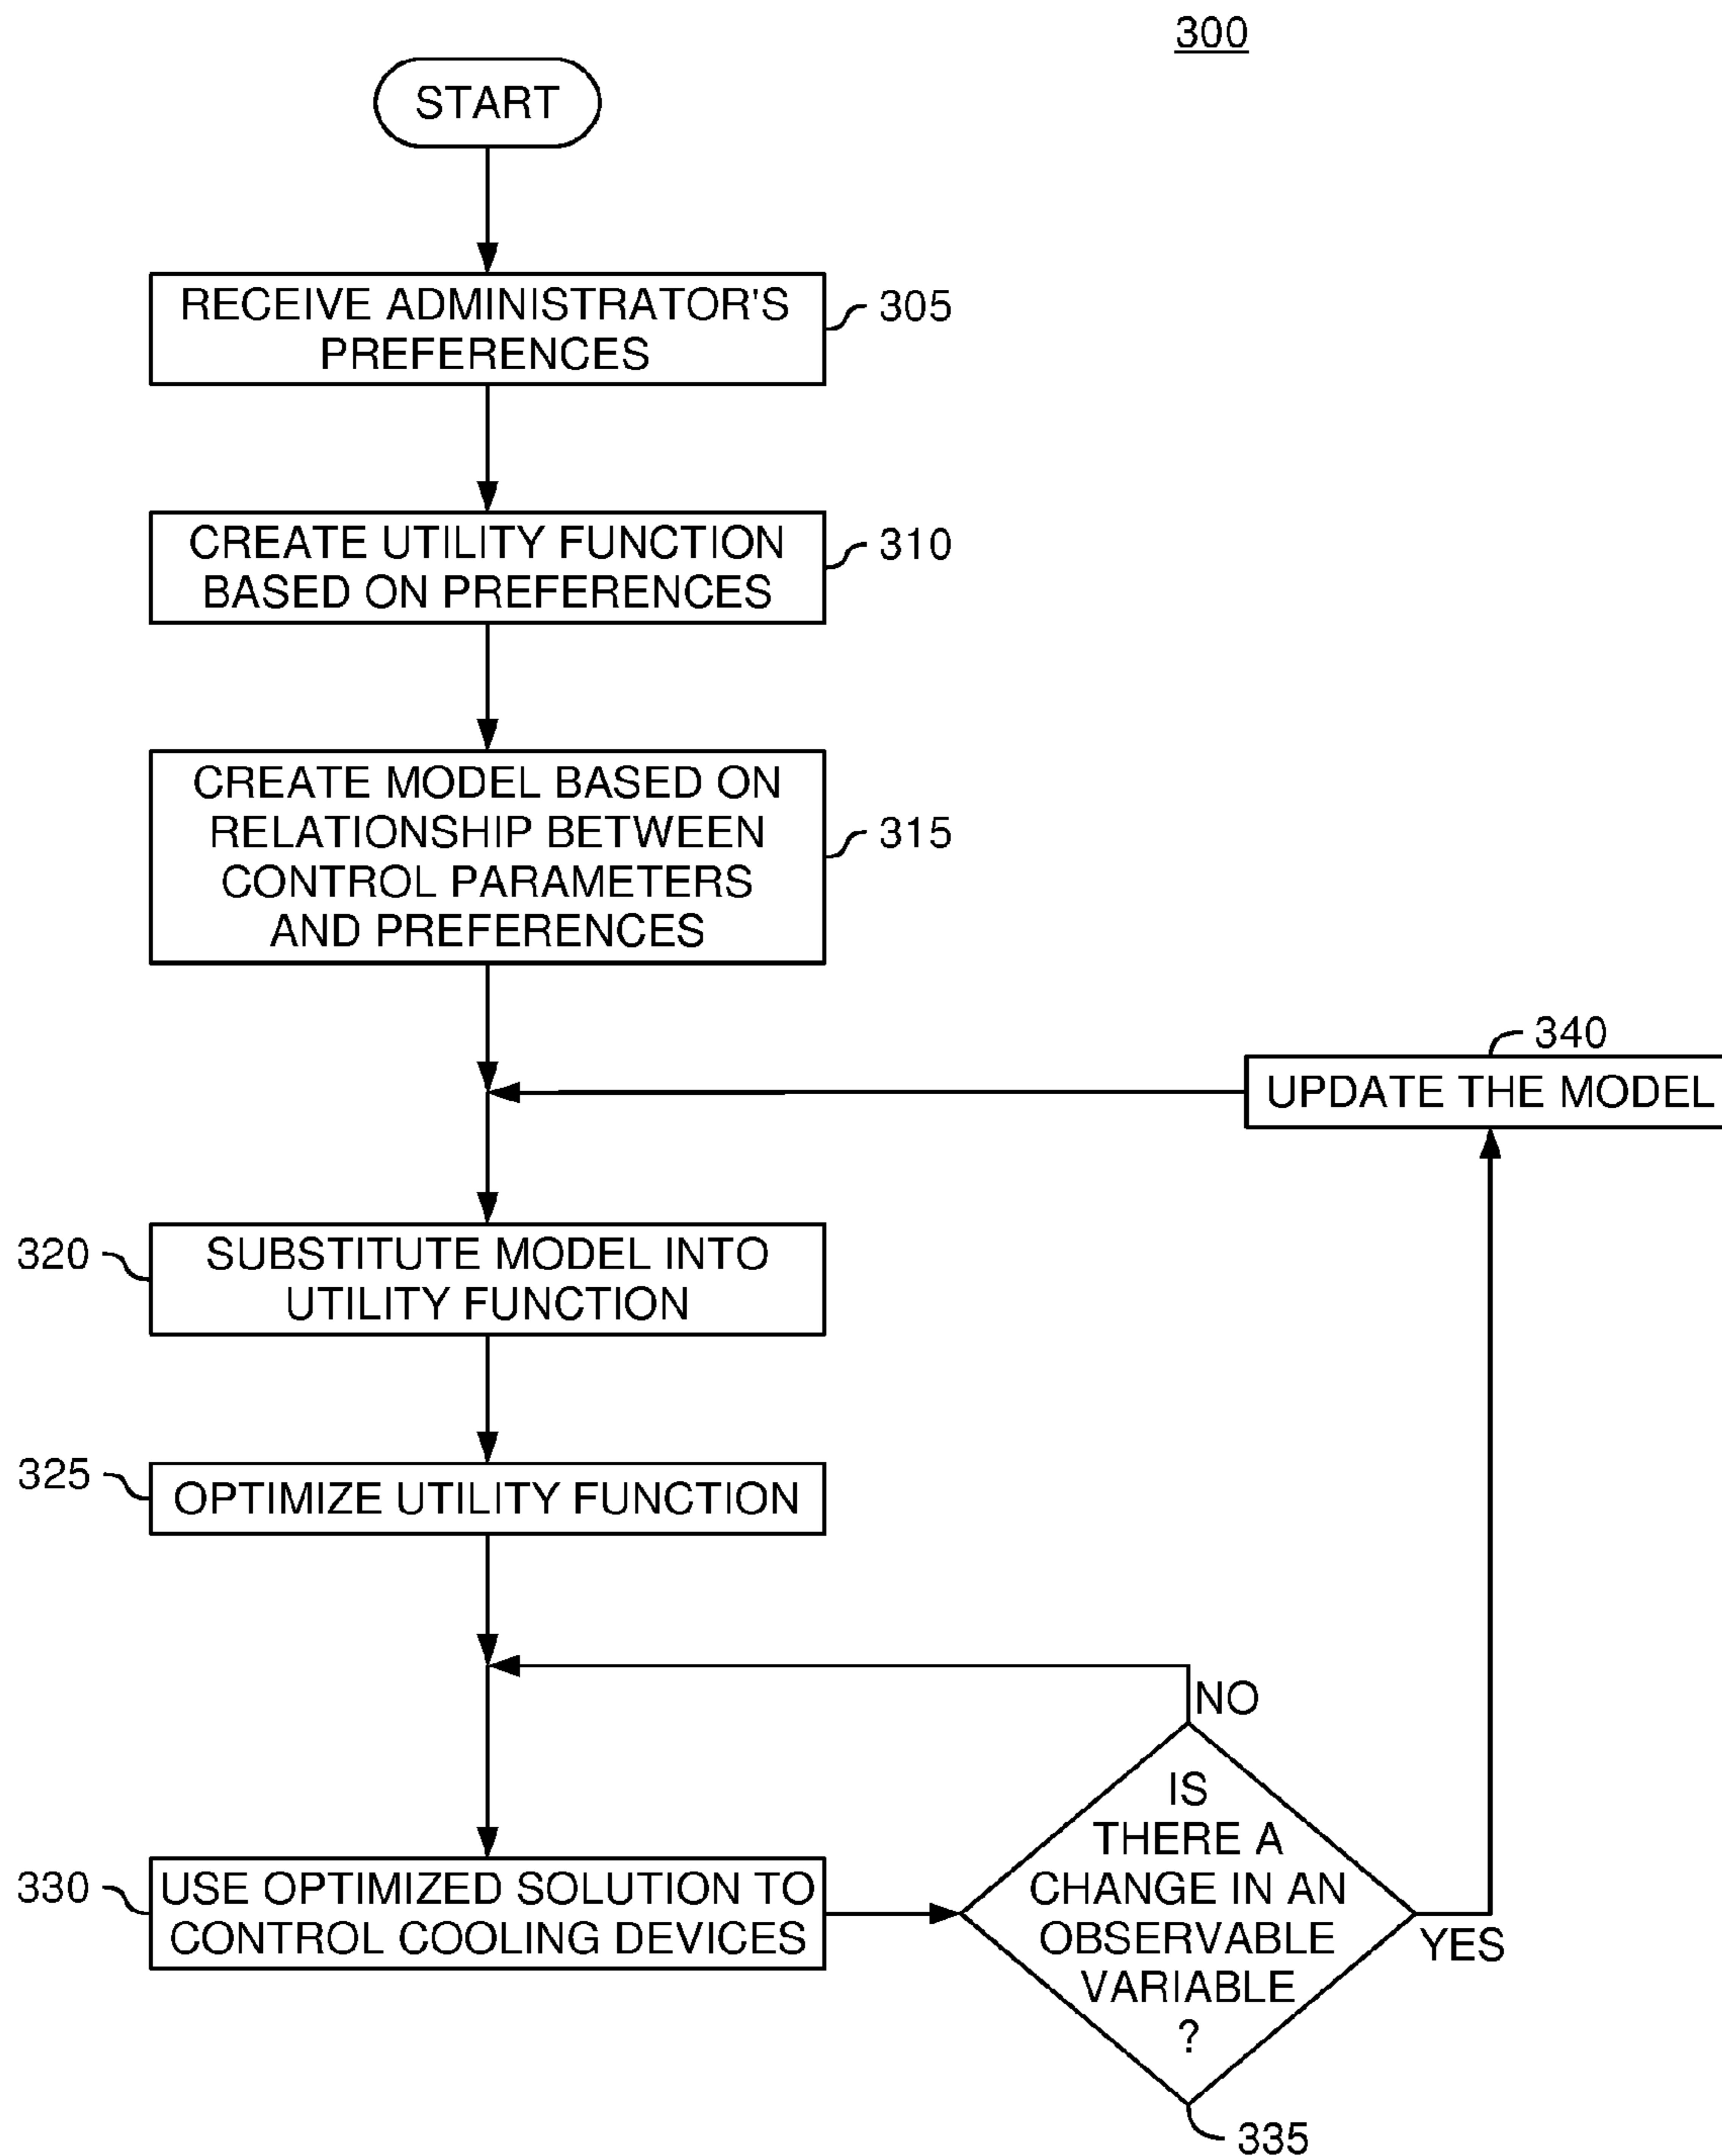 300
START
RECEIVE ADMINISTRATOR'S
PREFERENCES
305
CREATE UTILITY FUNCTION
BASED ON PREFERENCES
310
CREATE MODEL BASED ON
RELATIONSHIP BETWEEN
CONTROL PARAMETERS
AND PREFERENCES
315
340
UPDATE THE MODEL
320
SUBSTITUTE MODEL INTO
UTILITY FUNCTION
325
OPTIMIZE UTILITY FUNCTION
NO
330
USE OPTIMIZED SOLUTION TO
CONTROL COOLING DEVICES
IS
THERE A
CHANGE IN AN
OBSERVABLE
VARIABLE
?
YES
335